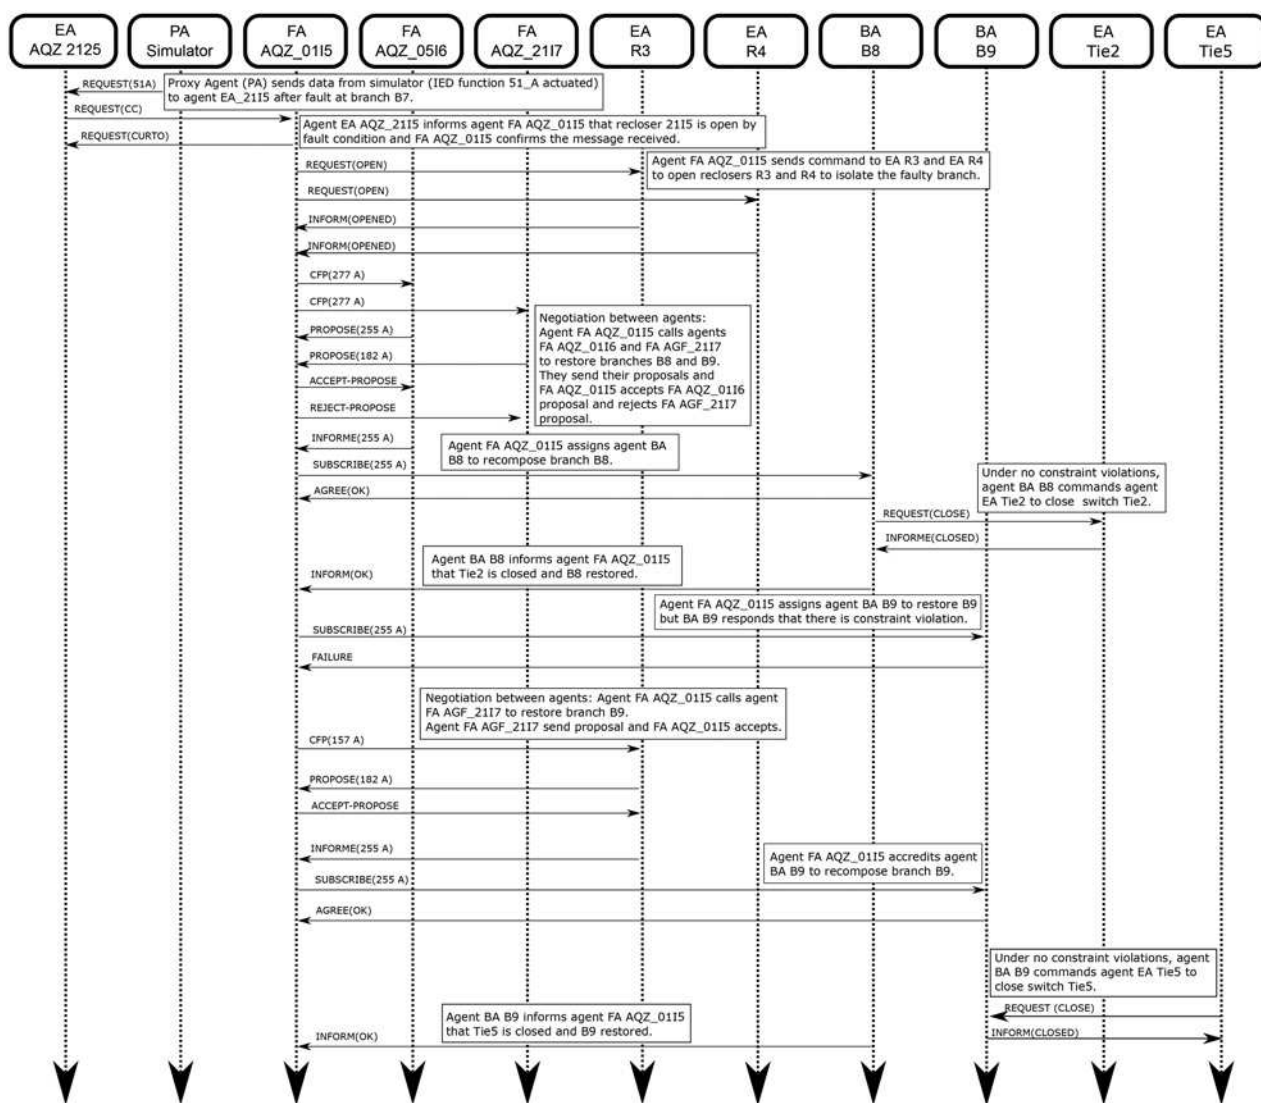 EA
AQZ 2125
PA
Simulator
FA
AQZ_01I5
FA
AQZ_05I6
FA
AQZ_21I7
EA
R3
EA
R4
BA
B8
BA
B9
EA
Tie2
EA
Tie5
REQUEST(51A)
Proxy Agent (PA) sends data from simulator (IED function 51_A actuated)
to agent EA_21I5 after fault at branch B7.
REQUEST(CC)
Agent EA AQZ_21I5 informs agent FA AQZ_01I5 that recloser 21I5 is open by
fault condition and FA AQZ_01I5 confirms the message received.
REQUEST(CURTO)
Agent FA AQZ_01I5 sends command to EA R3 and EA R4
to open reclosers R3 and R4 to isolate the faulty branch.
REQUEST(OPEN)
REQUEST(OPEN)
INFORM(OPENED)
INFORM(OPENED)
CFP(277 A)
CFP(277 A)
Negotiation between agents:
Agent FA AQZ_01I5 calls agents
FA AQZ_01I6 and FA AGF_21I7
to restore branches B8 and B9.
They send their proposals and
FA AQZ_01I5 accepts FA AQZ_01I6
proposal and rejects FA AGF_21I7
proposal.
PROPOSE(255 A)
PROPOSE(182 A)
ACCEPT-PROPOSE
REJECT-PROPOSE
INFORME(255 A)
Agent FA AQZ_01I5 assigns agent BA
B8 to recompose branch B8.
SUBSCRIBE(255 A)
Under no constraint violations,
agent BA B8 commands agent
EA Tie2 to close switch Tie2.
AGREE(OK)
REQUEST(CLOSE)
INFORME(CLOSED)
Agent BA B8 informs agent FA AQZ_01I5
that Tie2 is closed and B8 restored.
INFORM(OK)
Agent FA AQZ_01I5 assigns agent BA B9 to restore B9
but BA B9 responds that there is constraint violation.
SUBSCRIBE(255 A)
FAILURE
Negotiation between agents: Agent FA AQZ_01I5 calls agent
FA AGF_21I7 to restore branch B9.
Agent FA AGF_21I7 send proposal and FA AQZ_01I5 accepts.
CFP(157 A)
PROPOSE(182 A)
ACCEPT-PROPOSE
INFORME(255 A)
Agent FA AQZ_01I5 accredits agent
BA B9 to recompose branch B9.
SUBSCRIBE(255 A)
AGREE(OK)
Under no constraint violations, agent
BA B9 commands agent EA Tie5 to
close switch Tie5.
REQUEST (CLOSE)
Agent BA B9 informs agent FA AQZ_01I5
that Tie5 is closed and B9 restored.
INFORM(OK)
INFORM(CLOSED)